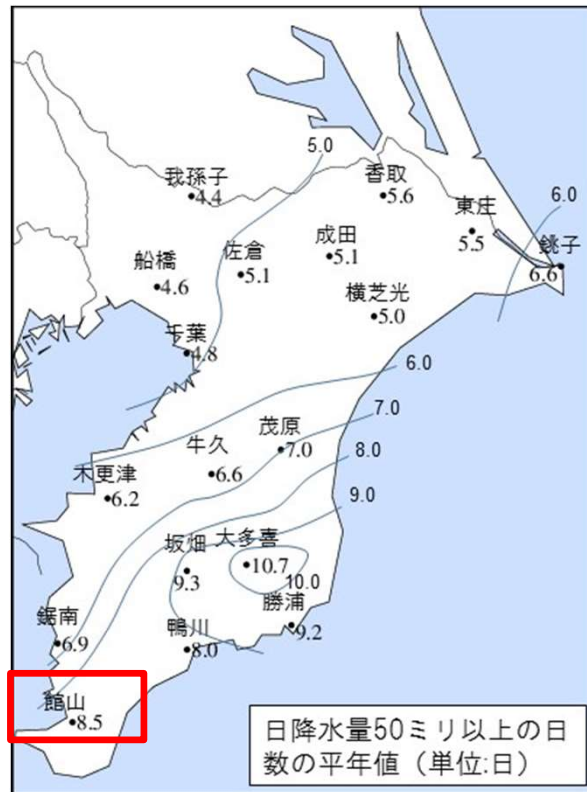 5.0
我孫子
4.4
香取
5.6
東庄
5.5
6.0
銚子
6.6
船橋
4.6
佐倉
5.1
成田
5.1
横芝光
5.0
千葉
4.8
6.0
7.0
茂原
7.0
牛久
6.6
8.0
木更津
6.2
9.0
坂畑
9.3
大多喜
10.7
10.0
勝浦
9.2
鋸南
6.9
鴨川
8.0
館山
8.5
日降水量50ミリ以上の日
数の平年値（単位:日）